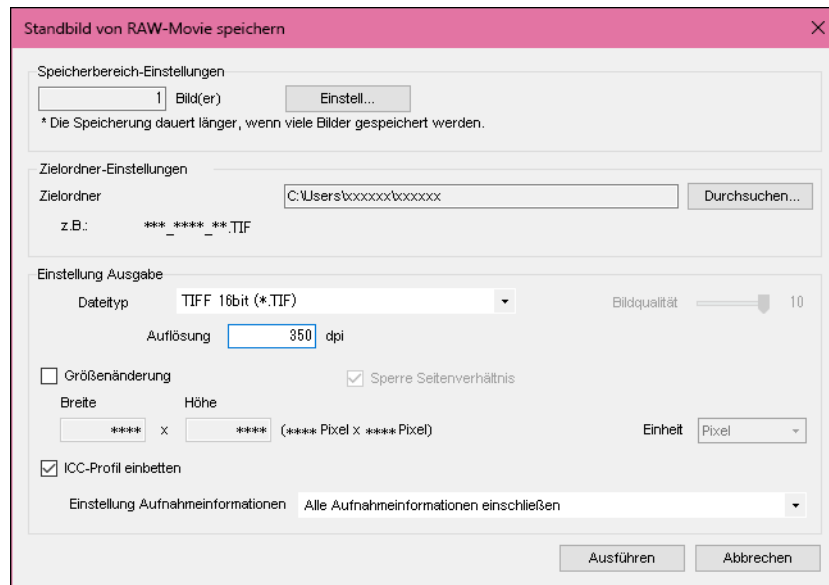 Standbild von RAW-Movie speichern
Speicherbereich-Einstellungen
1 Bild(er) Einstell...
* Die Speicherung dauert länger, wenn viele Bilder gespeichert werden.
Zielordner-Einstellungen
Zielordner C:\Users\xxxxxx\xxxxxx Durchsuchen...
z.B.: ***_****_**.TIF
Einstellung Ausgabe
Dateityp TIFF 16bit (*.TIF) Bildqualität 10
Auflösung 350 dpi
Größenänderung Sperre Seitenverhältnis
Breite Höhe
**** x **** (**** Pixel x **** Pixel) Einheit Pixel
ICC-Profil einbetten
Einstellung Aufnahmeinformationen Alle Aufnahmeinformationen einschließen
Ausführen Abbrechen